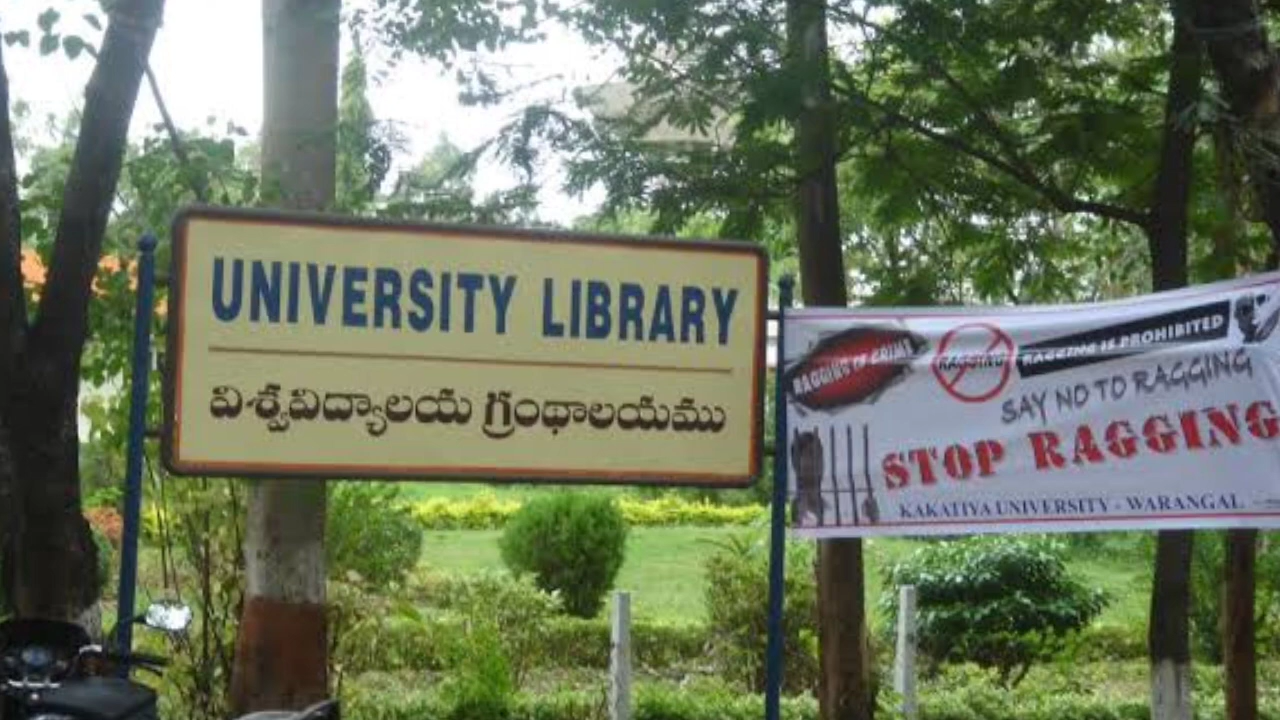 UNIVERSITY LIBRARY
విశ్వవిద్యాలయ గ్రంథాలయము
RAGGING IS CRIME
RAGGING
RAGGING IS PROHIBITED
SAY NO TO RAGGING
STOP RAGGING
KAKATIYA UNIVERSITY - WARANGAL